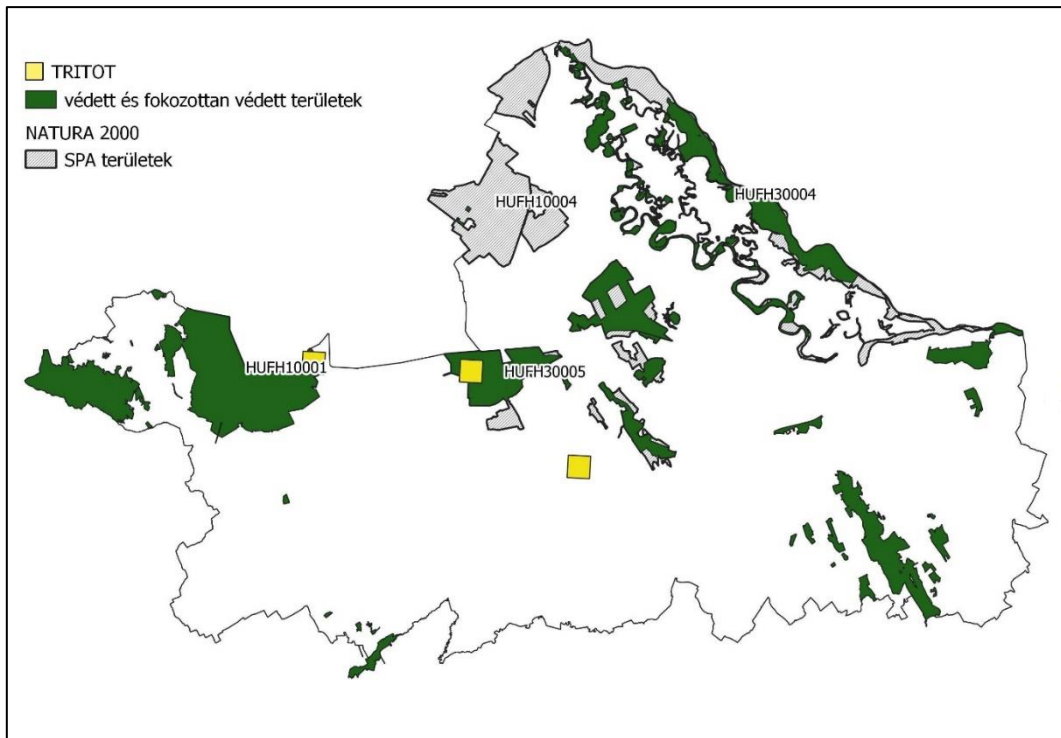 TRITOT
védett és fokozottan védett területek
NATURA 2000
SPA területek
HUFH10004
HUFH30004
HUFH10001
HUFH30005